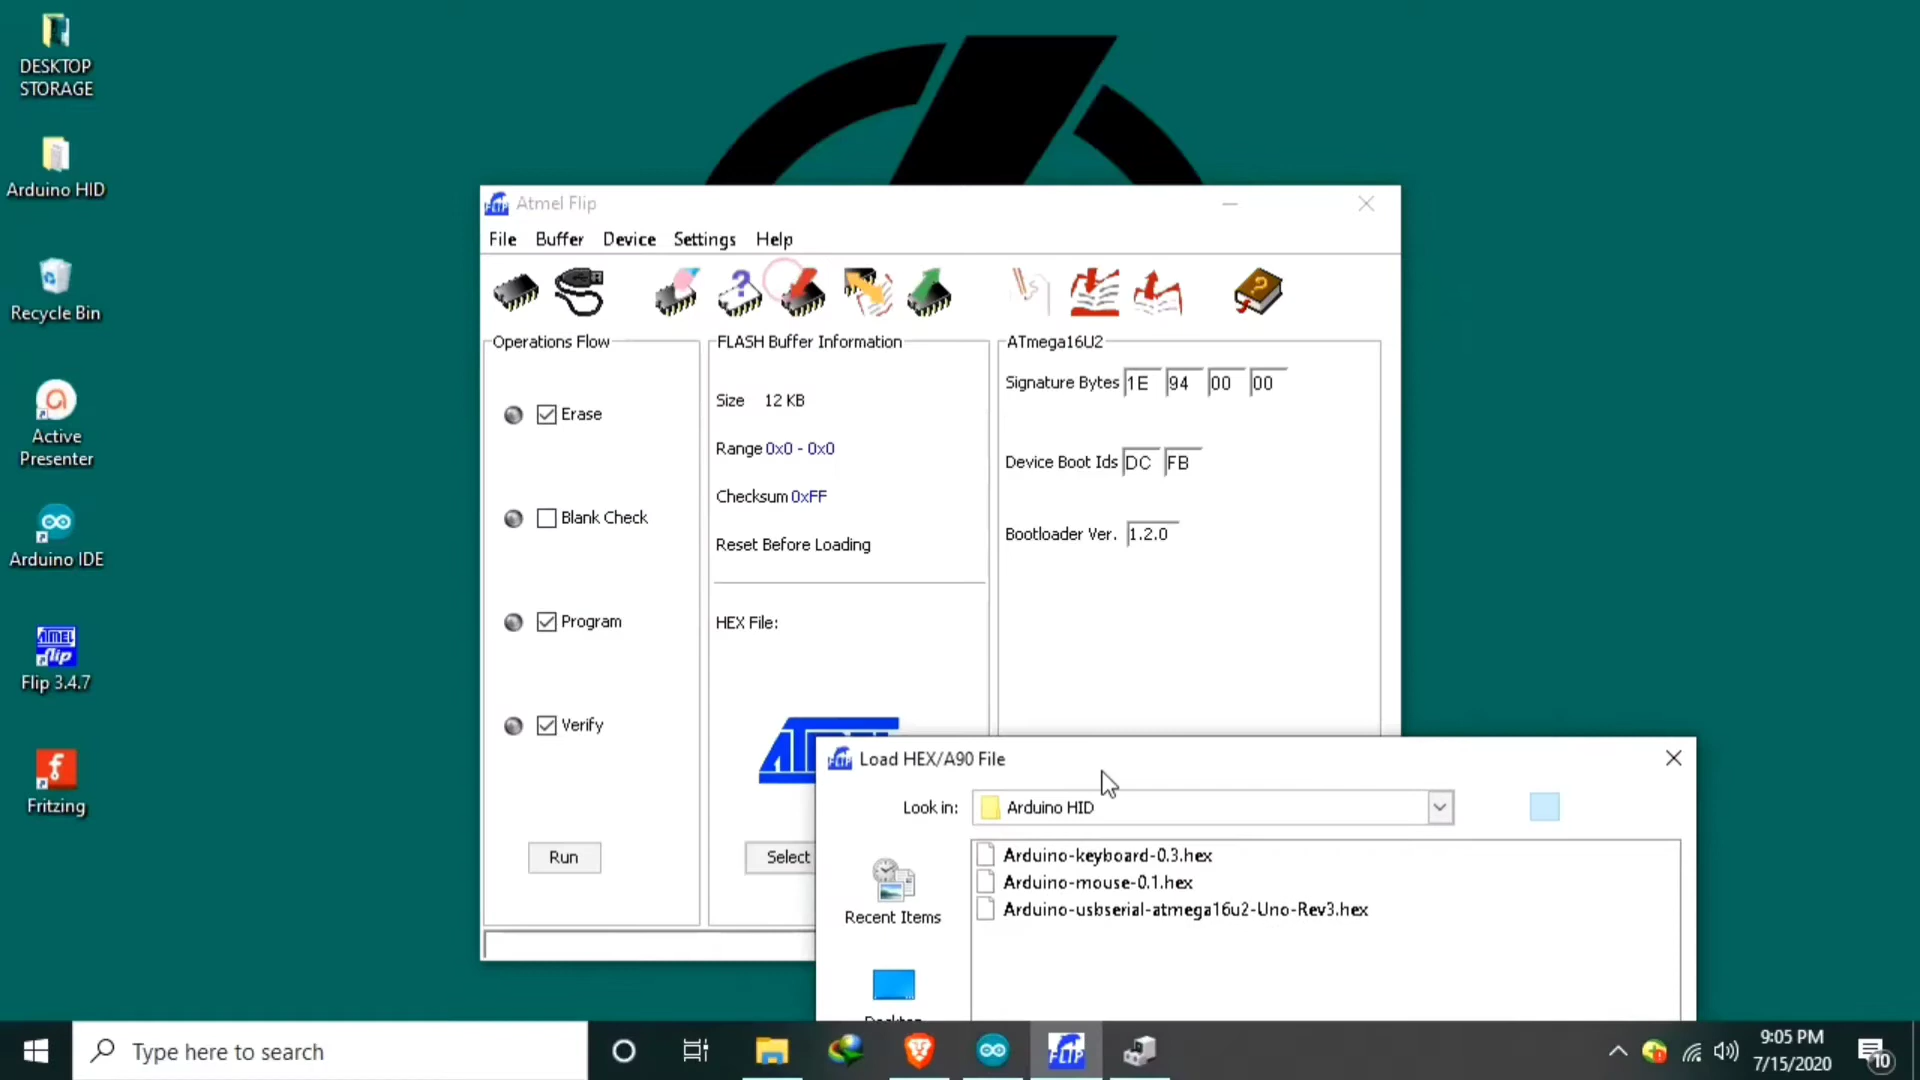 DESKTOP
STORAGE
Arduino HID
Recycle Bin
Active
Presenter
Arduino IDE
ATMEL
flip
Flip 3.4.7
Fritzing
FLIP Atmel Flip
File Buffer Device Settings Help
Operations Flow
Erase
Blank Check
Program
Verify
Run
FLASH Buffer Information
Size 12 KB
Range 0x0 - 0x0
Checksum 0xFF
Reset Before Loading
HEX File:
Select
ATmega16U2
Signature Bytes 1E 94 00 00
Device Boot Ids DC FB
Bootloader Ver. 1.2.0
FLIP Load HEX/A90 File
Look in: Arduino HID
Recent Items
Arduino-keyboard-0.3.hex
Arduino-mouse-0.1.hex
Arduino-usbserial-atmega16u2-Uno-Rev3.hex
Type here to search
FLIP
9:05 PM
7/15/2020
10